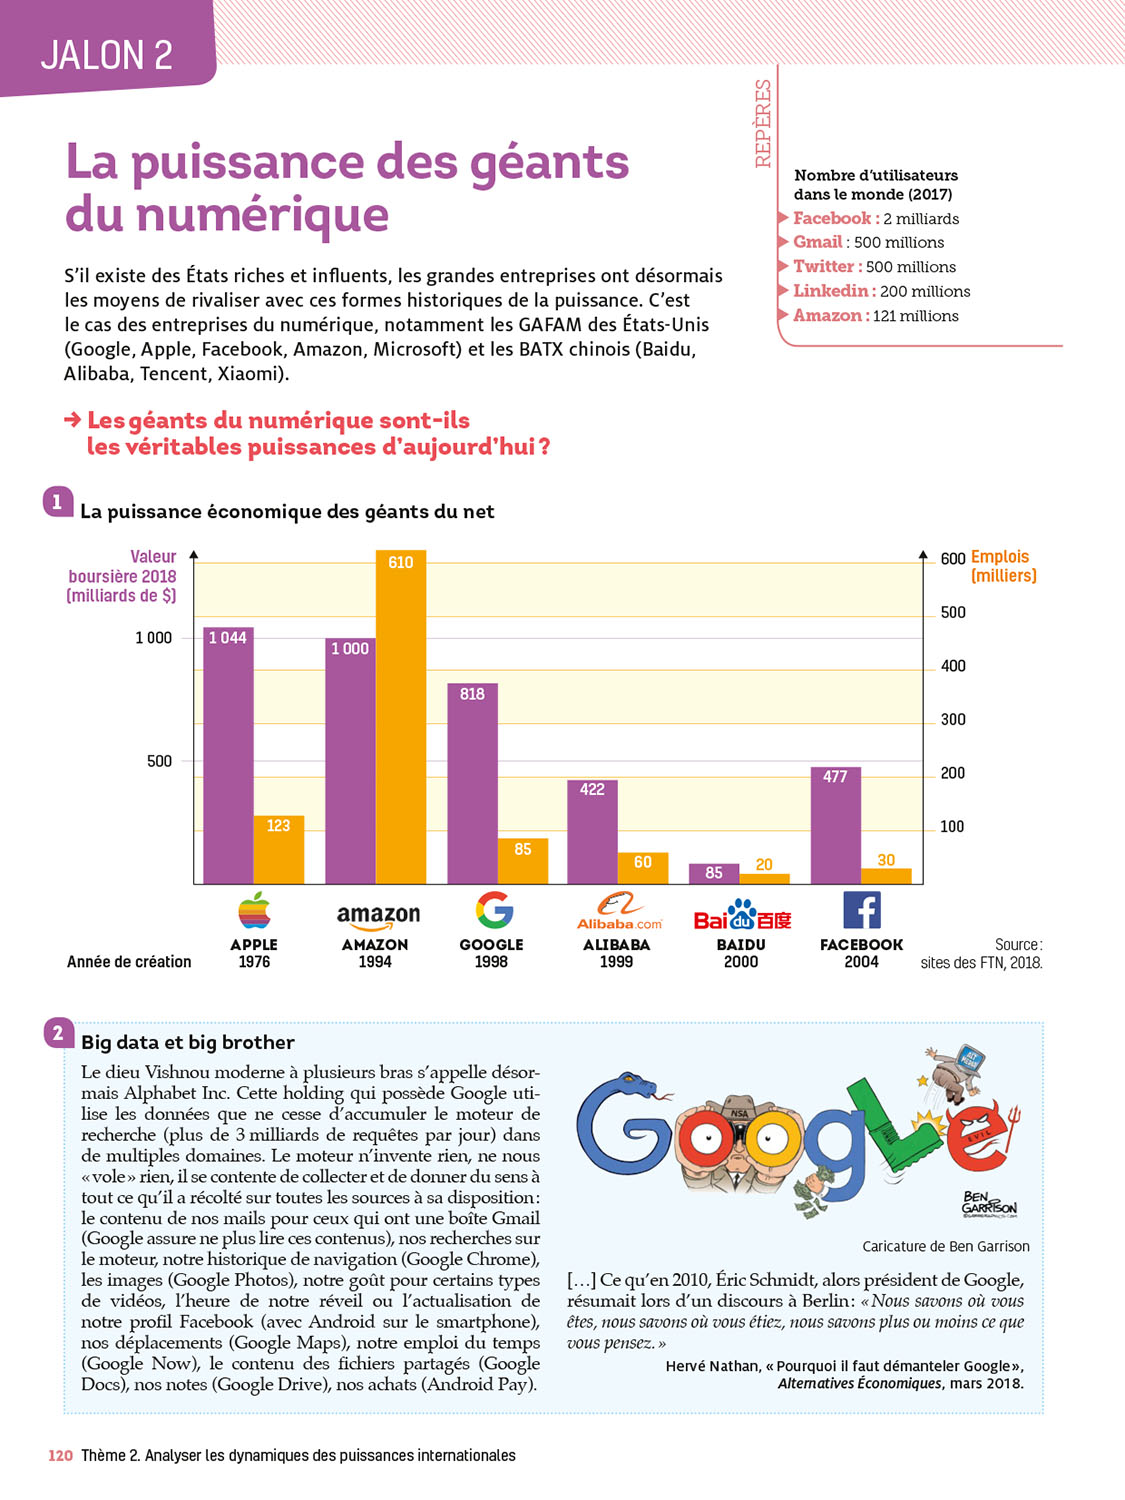 JALON 2
La puissance des géants
du numérique
S'il existe des États riches et influents, les grandes entreprises ont désormais
les moyens de rivaliser avec ces formes historiques de la puissance. C'est
le cas des entreprises du numérique, notamment les GAFAM des États-Unis
(Google, Apple, Facebook, Amazon, Microsoft) et les BATX chinois (Baidu,
Alibaba, Tencent, Xiaomi).
→ Les géants du numérique sont-ils
les véritables puissances d'aujourd'hui ?
REPÈRES
Nombre d'utilisateurs
dans le monde (2017)
Facebook : 2 milliards
Gmail : 500 millions
Twitter : 500 millions
Linkedin : 200 millions
Amazon : 121 millions
1 La puissance économique des géants du net
Valeur
boursière 2018
(milliards de $)
1 000
500
600 Emplois
(milliers)
500
400
300
200
100
1 044
123
1 000
610
818
85
422
60
85
20
477
30
amazon
Alibaba.com
Bai du 百度
f
APPLE AMAZON GOOGLE ALIBABA BAIDU FACEBOOK
Année de création 1976 1994 1998 1999 2000 2004
Source :
sites des FTN, 2018.
2 Big data et big brother
Le dieu Vishnou moderne à plusieurs bras s'appelle désor-
mais Alphabet Inc. Cette holding qui possède Google uti-
lise les données que ne cesse d'accumuler le moteur de
recherche (plus de 3 milliards de requêtes par jour) dans
de multiples domaines. Le moteur n'invente rien, ne nous
« vole » rien, il se contente de collecter et de donner du sens à
tout ce qu'il a récolté sur toutes les sources à sa disposition :
le contenu de nos mails pour ceux qui ont une boîte Gmail
(Google assure ne plus lire ces contenus), nos recherches sur
le moteur, notre historique de navigation (Google Chrome),
les images (Google Photos), notre goût pour certains types
de vidéos, l'heure de notre réveil ou l'actualisation de
notre profil Facebook (avec Android sur le smartphone),
nos déplacements (Google Maps), notre emploi du temps
(Google Now), le contenu des fichiers partagés (Google
Docs), nos notes (Google Drive), nos achats (Android Pay).
Google
NSA
EVIL
BEN
GARRISON
Caricature de Ben Garrison
[…] Ce qu'en 2010, Éric Schmidt, alors président de Google,
résumait lors d'un discours à Berlin : « Nous savons où vous
êtes, nous savons où vous étiez, nous savons plus ou moins ce que
vous pensez. »
Hervé Nathan, « Pourquoi il faut démanteler Google »,
Alternatives Économiques, mars 2018.
120 Thème 2. Analyser les dynamiques des puissances internationales